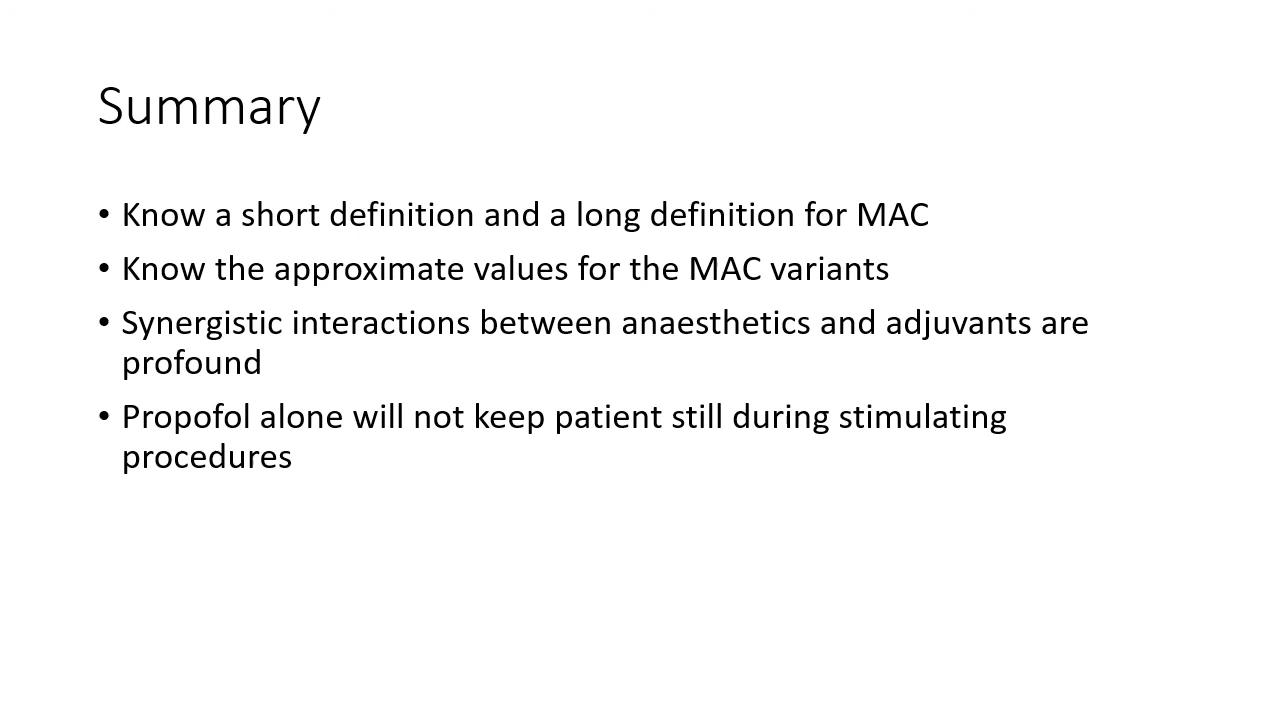 Summary
• Know a short definition and a long definition for MAC
• Know the approximate values for the MAC variants
• Synergistic interactions between anaesthetics and adjuvants are
profound
• Propofol alone will not keep patient still during stimulating
procedures